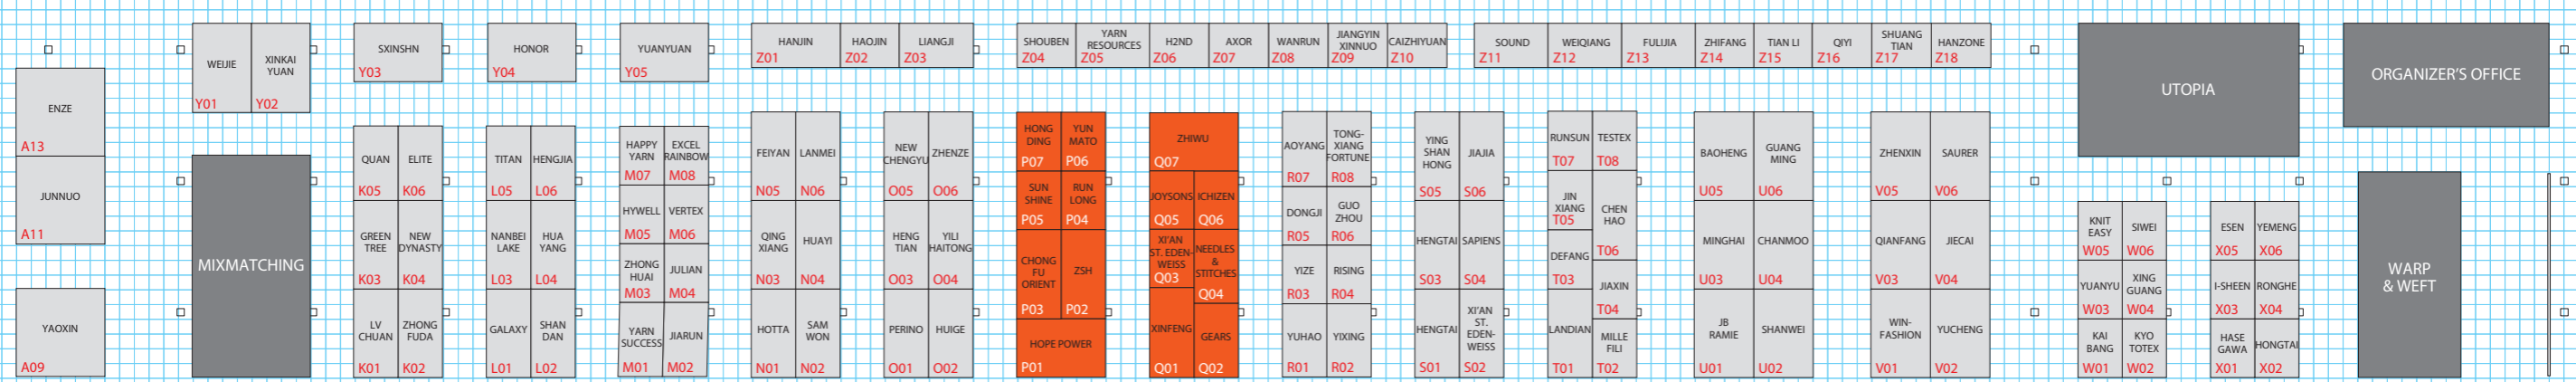 ENZE
A13
JUNNUO
A11
YAOXIN
A09
WEIJIE
Y01
XINKAI
YUAN
Y02
MIXMATCHING
SXINSHN
Y03
HONOR
Y04
YUANYUAN
Y05
HANJIN
Z01
HAOJIN
Z02
LIANGJI
Z03
SHOUBEN
Z04
YARN
RESOURCES
Z05
H2ND
Z06
AXOR
Z07
WANRUN
Z08
JIANGYIN
XINNUO
Z09
CAIZHIYUAN
Z10
SOUND
Z11
WEIQIANG
Z12
FULIJIA
Z13
ZHIFANG
Z14
TIAN LI
Z15
QIYI
Z16
SHUANG
TIAN
Z17
HANZONE
Z18
UTOPIA
ORGANIZER'S OFFICE
QUAN
K05
ELITE
K06
GREEN
TREE
K03
NEW
DYNASTY
K04
LV
CHUAN
K01
ZHONG
FUDA
K02
TITAN
L05
HENGJIA
L06
NANBEI
LAKE
L03
HUA
YANG
L04
GALAXY
L01
SHAN
DAN
L02
HAPPY
YARN
M07
EXCEL
RAINBOW
M08
HYWELL
M05
VERTEX
M06
ZHONG
HUAI
M03
JULIAN
M04
YARN
SUCCESS
M01
JIARUN
M02
FEIYAN
N05
LANMEI
N06
QING
XIANG
N03
HUAYI
N04
HOTTA
N01
SAM
WON
N02
NEW
CHENGYU
O05
ZHENZE
O06
HENG
TIAN
O03
YILI
HAITONG
O04
PERINO
O01
HUIGE
O02
HONG
DING
P07
YUN
MATO
P06
SUN
SHINE
P05
RUN
LONG
P04
CHONG
FU
ORIENT
P03
ZSH
P02
HOPE POWER
P01
ZHIWU
Q07
JOYSONS
Q05
ICHIZEN
Q06
XI'AN
ST. EDEN-
WEISS
Q03
NEEDLES
&
STITCHES
Q04
XINFENG
Q01
GEARS
Q02
AOYANG
R07
TONG-
XIANG
FORTUNE
R08
DONGJI
R05
GUO
ZHOU
R06
YIZE
R03
RISING
R04
YUHAO
R01
YIXING
R02
YING
SHAN
HONG
S05
JIAJIA
S06
HENGTAI
S03
SAPIENS
S04
HENGTAI
S01
XI'AN
ST.
EDEN-
WEISS
S02
RUNSUN
T07
TESTEX
T08
JIN
XIANG
T05
CHEN
HAO
T06
DEFANG
T03
JIAXIN
T04
LANDIAN
T01
MILLE
FILI
T02
BAOHENG
U05
GUANG
MING
U06
MINGHAI
U03
CHANMOO
U04
JB
RAMIE
U01
SHANWEI
U02
ZHENXIN
V05
SAURER
V06
QIANFANG
V03
JIECAI
V04
WIN-
FASHION
V01
YUCHENG
V02
KNIT
EASY
W05
SIWEI
W06
YUANYU
W03
XING
GUANG
W04
KAI
BANG
W01
KYO
TOTEX
W02
ESEN
X05
YEMENG
X06
I-SHEEN
X03
RONGHE
X04
HASE
GAWA
X01
HONGTAI
X02
WARP
& WEFT